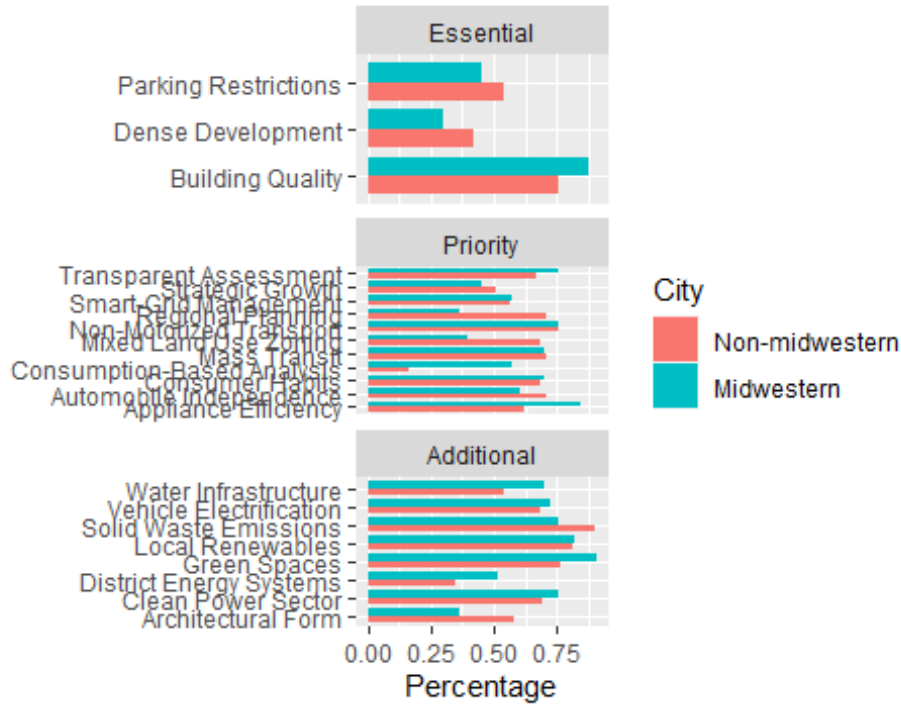 Essential
Parking Restrictions
Dense Development
Building Quality
Priority
Transparent Assessment
Strategic Growth
Smart-Grid Management
Regional Planning
Non-Motorized Transport
Mixed Land Use Zoning
Mass Transit
Consumption-Based Analysis
Consumer Habits
Automobile Independence
Appliance Efficiency
Additional
Water Infrastructure
Vehicle Electrification
Solid Waste Emissions
Local Renewables
Green Spaces
District Energy Systems
Clean Power Sector
Architectural Form
0.00 0.25 0.50 0.75
Percentage
City
Non-midwestern
Midwestern